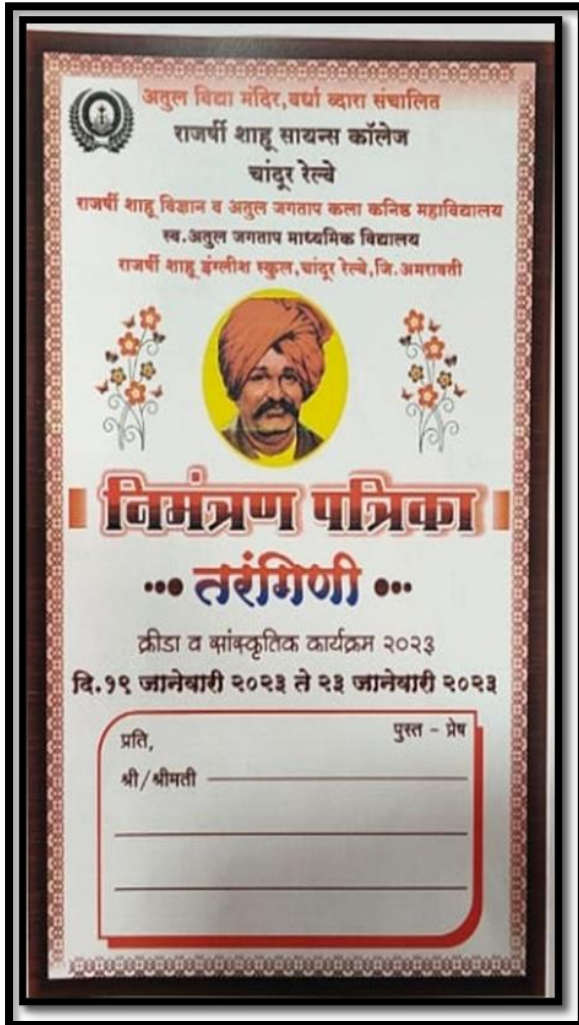 अतुल विद्या मंदिर,वर्धा व्दारा संचालित
राजर्षी शाहू सायन्स कॉलेज
चांदूर रेल्वे
राजर्षी शाहू विज्ञान व अतुल जगताप कला कनिष्ठ महाविद्यालय
स्व.अतुल जगताप माध्यमिक विद्यालय
राजर्षी शाहू इंग्लीश स्कुल,चांदूर रेल्वे,जि.अमरावती
निमंत्रण पत्रिका
तरंगिणी
क्रीडा व सांस्कृतिक कार्यक्रम २०२३
दि.१९ जानेवारी २०२३ ते २३ जानेवारी २०२३
पुस्त - प्रेष
प्रति,
श्री/श्रीमती